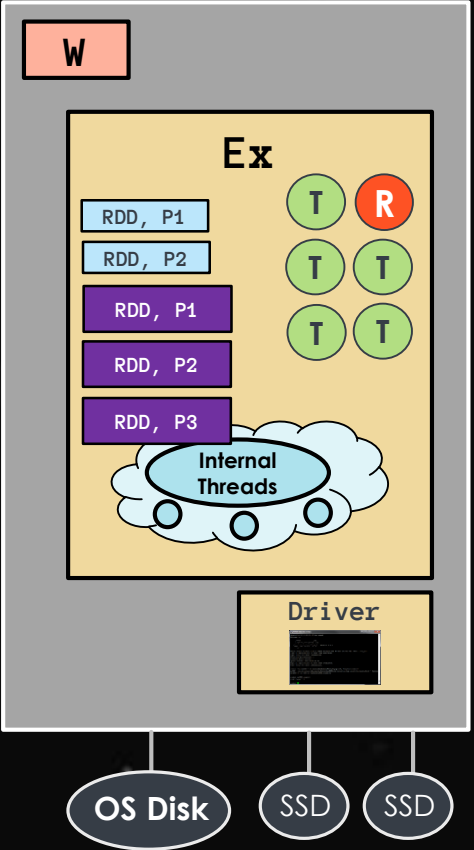 W
Ex
T
R
RDD, P1
RDD, P2
T
T
RDD, P1
T
T
RDD, P2
RDD, P3
Internal
Threads
Driver
OS Disk
SSD
SSD